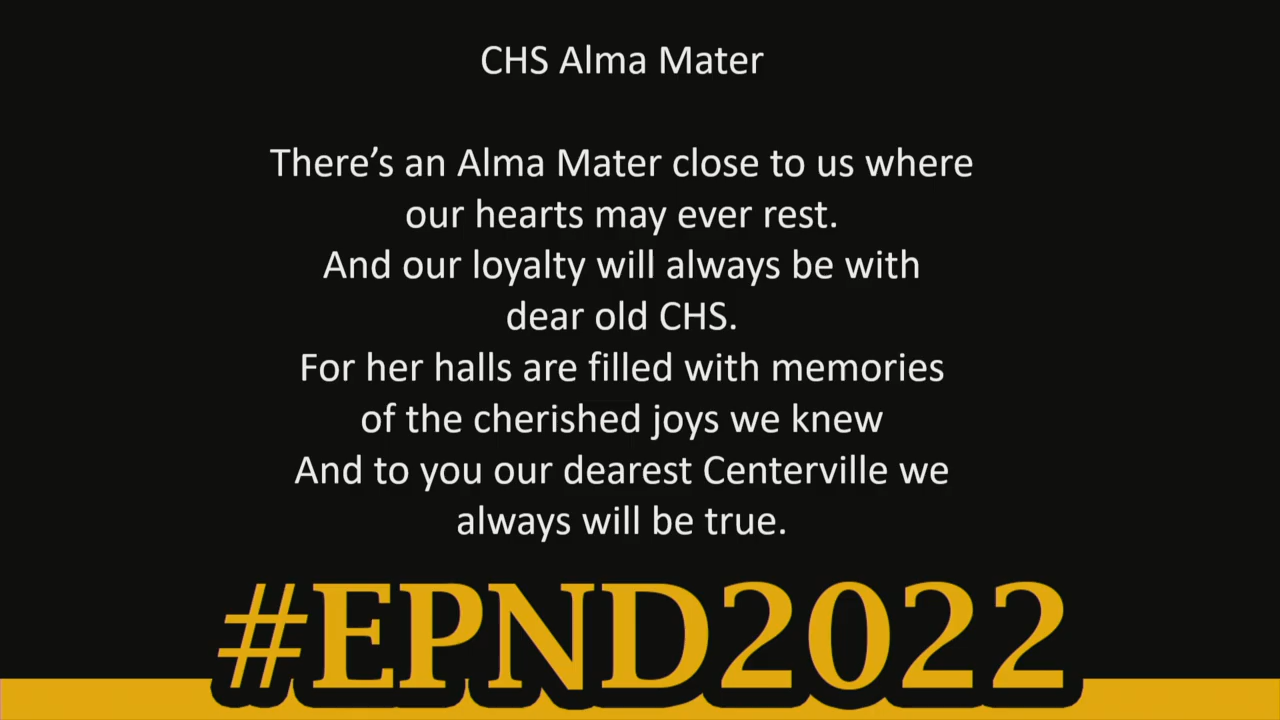 CHS Alma Mater
There’s an Alma Mater close to us where
our hearts may ever rest.
And our loyalty will always be with
dear old CHS.
For her halls are filled with memories
of the cherished joys we knew
And to you our dearest Centerville we
always will be true.
#EPND2022